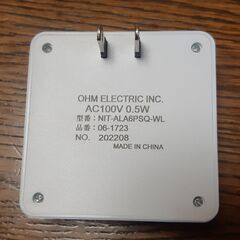 OHM ELECTRIC INC.
AC100V 0.5W
型番：NIT-ALA6PSQ-WL
品番：06-1723
NO. 202208
MADE IN CHINA